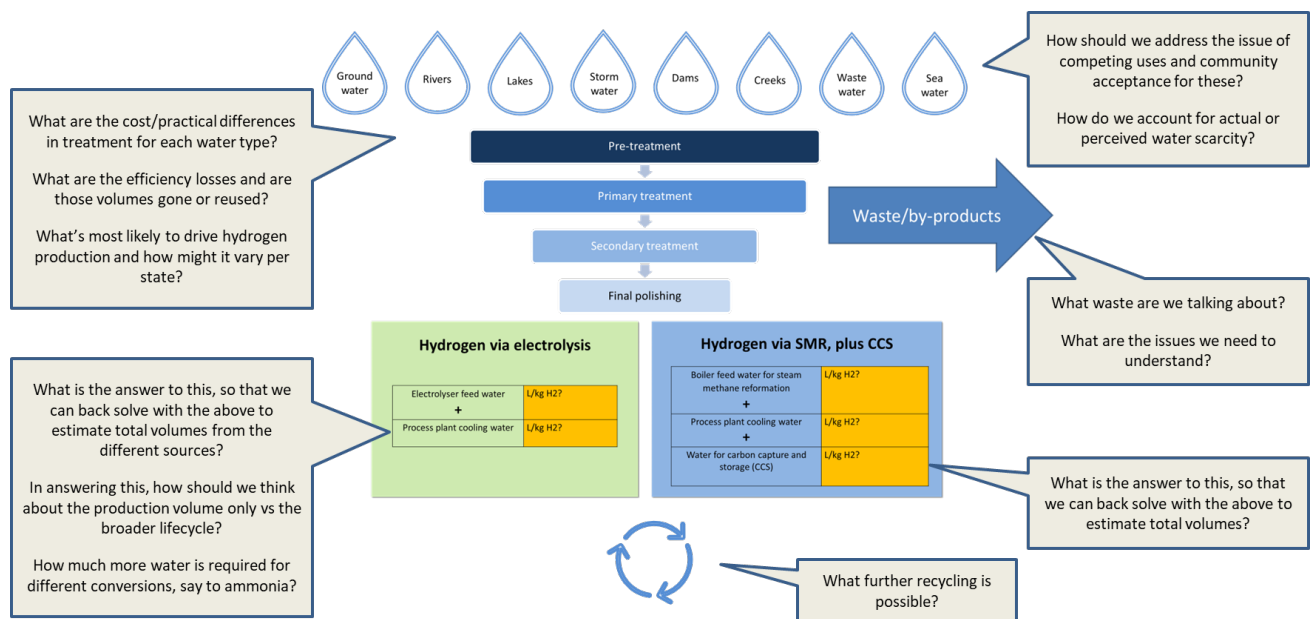 Ground
water
Rivers
Lakes
Storm
water
Dams
Creeks
Waste
water
Sea
water
How should we address the issue of
competing uses and community
acceptance for these?
How do we account for actual or
perceived water scarcity?
What are the cost/practical differences
in treatment for each water type?
What are the efficiency losses and are
those volumes gone or reused?
What's most likely to drive hydrogen
production and how might it vary per
state?
Pre-treatment
Primary treatment
Secondary treatment
Final polishing
Waste/by-products
What waste are we talking about?
What are the issues we need to
understand?
Hydrogen via electrolysis
Electrolyser feed water
+
L/kg H2?
Process plant cooling water
L/kg H2?
Hydrogen via SMR, plus CCS
Boiler feed water for steam
methane reformation
+
L/kg H2?
Process plant cooling water
+
L/kg H2?
Water for carbon capture and
storage (CCS)
L/kg H2?
What is the answer to this, so that we
can back solve with the above to
estimate total volumes from the
different sources?
In answering this, how should we think
about the production volume only vs the
broader lifecycle?
How much more water is required for
different conversions, say to ammonia?
What is the answer to this, so that
we can back solve with the above to
estimate total volumes?
What further recycling is
possible?